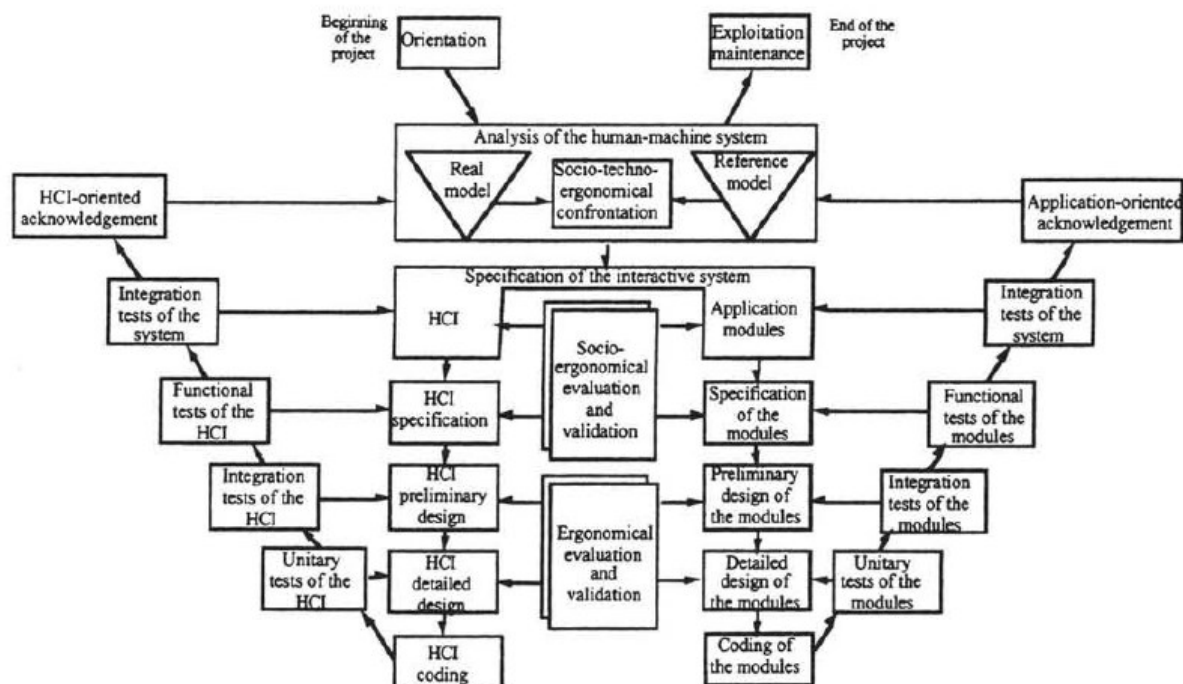 Beginning
of the
project
Orientation
Exploitation
maintenance
End of the
project
Analysis of the human-machine system
Real
model
Socio-techno-
ergonomical
confrontation
Reference
model
HCI-oriented
acknowledgement
Application-oriented
acknowledgement
Specification of the interactive system
Integration
tests of the
system
HCI
Application
modules
Integration
tests of the
system
Socio-
ergonomical
evaluation
and
validation
Functional
tests of the
HCI
HCI
specification
Specification
of the
modules
Functional
tests of the
modules
Integration
tests of
the HCI
HCI
preliminary
design
Preliminary
design of
the modules
Integration
tests of
the modules
Ergonomical
evaluation
and
validation
Unitary
tests of
the HCI
HCI
detailed
design
Detailed
design of
the modules
Unitary
tests of the
modules
HCI
coding
Coding of
the modules